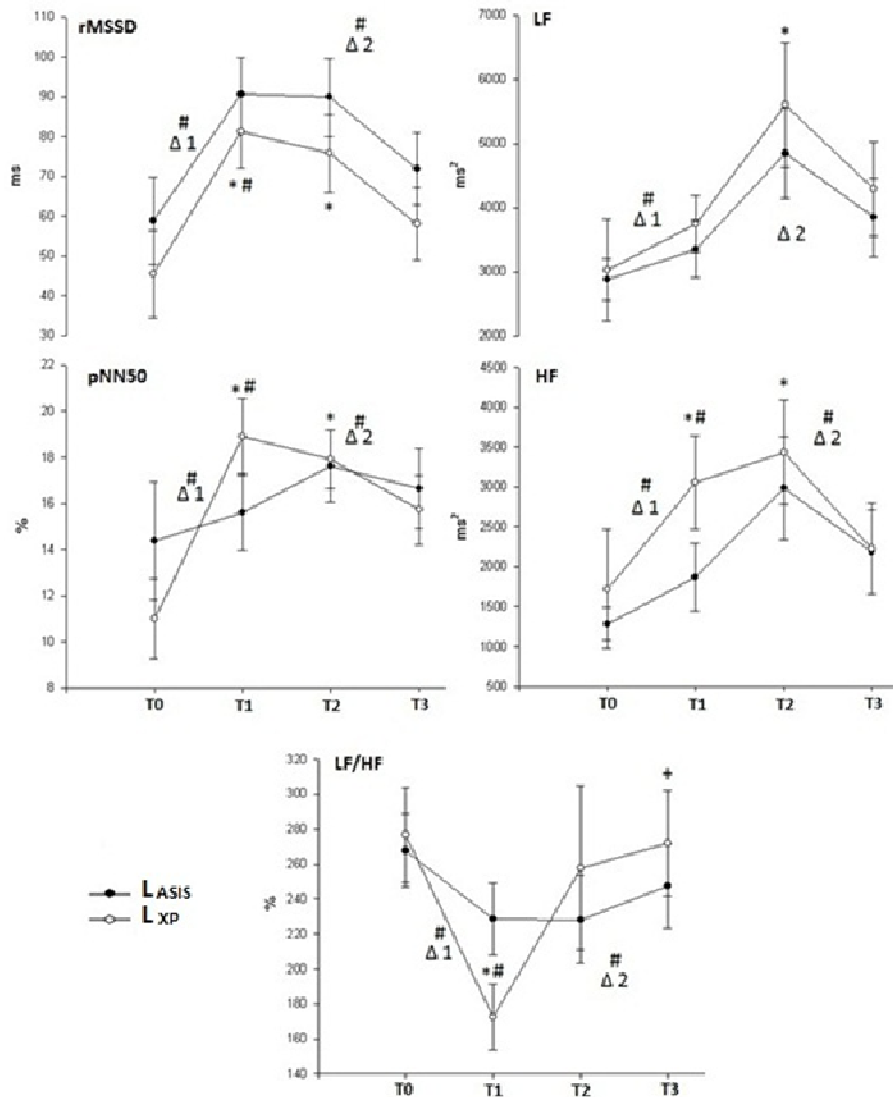 rMSSD
110
100
90
80
70
60
50
40
30
ms
#
Δ 1
* #
#
Δ 2
*
LF
7000
6000
5000
4000
3000
2000
ms²
#
Δ 1
*
Δ 2
pNN50
22
20
18
16
14
12
10
8
%
#
Δ 1
* #
*
#
Δ 2
T0 T1 T2 T3
HF
4500
4000
3500
3000
2500
2000
1500
1000
500
ms²
#
Δ 1
* #
*
#
Δ 2
T0 T1 T2 T3
LF/HF
320
300
280
260
240
220
200
180
160
140
%
#
Δ 1
* #
#
Δ 2
+
T0 T1 T2 T3
L ASIS
L XP